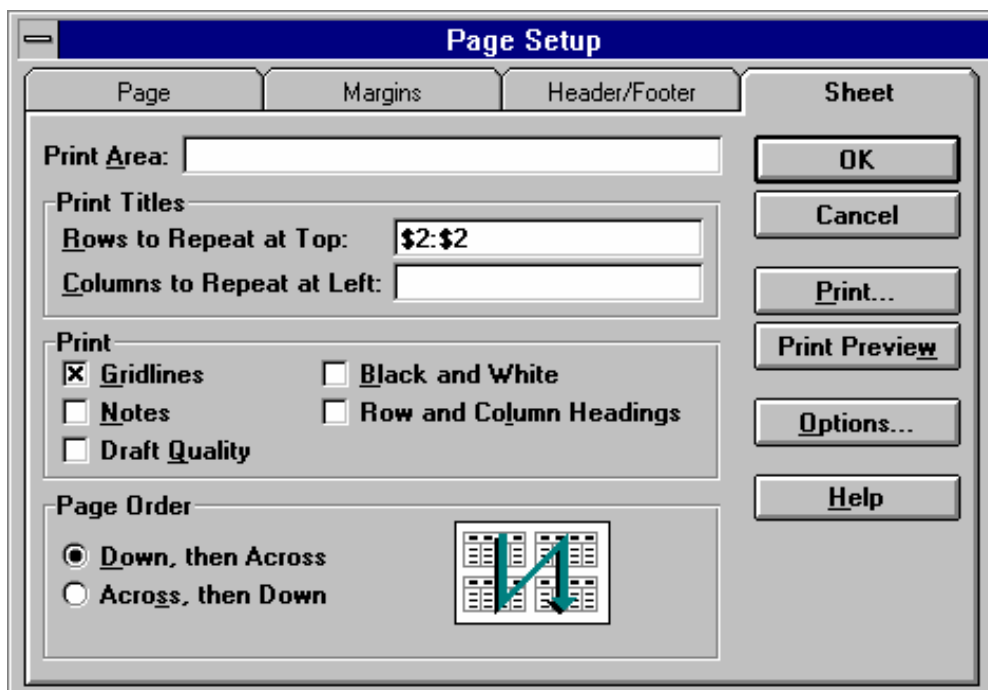 Page Setup
Page Margins Header/Footer Sheet
Print Area: OK
Print Titles Cancel
Rows to Repeat at Top: $2:$2
Columns to Repeat at Left: Print...
Print Print Preview
Gridlines Black and White
Notes Row and Column Headings Options...
Draft Quality
Page Order Help
Down, then Across
Across, then Down